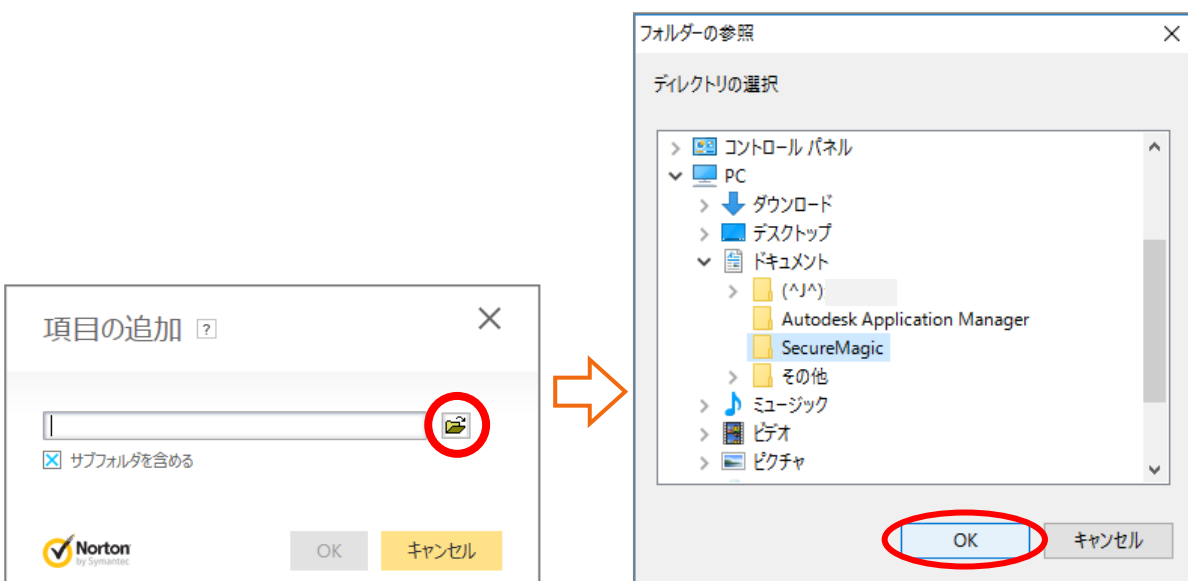 項目の追加 ?
サブフォルダを含める
Norton
by Symantec
OK
キャンセル
フォルダーの参照
ディレクトリの選択
コントロール パネル
PC
ダウンロード
デスクトップ
ドキュメント
(^J^)
Autodesk Application Manager
SecureMagic
その他
ミュージック
ビデオ
ピクチャ
OK
キャンセル